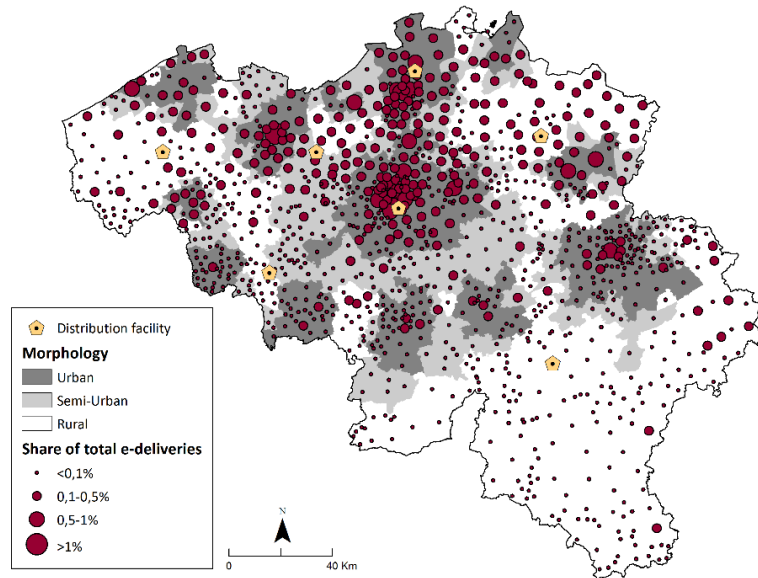 Distribution facility
Morphology
Urban
Semi-Urban
Rural
Share of total e-deliveries
<0,1%
0,1-0,5%
0,5-1%
>1%
N
0 40 Km